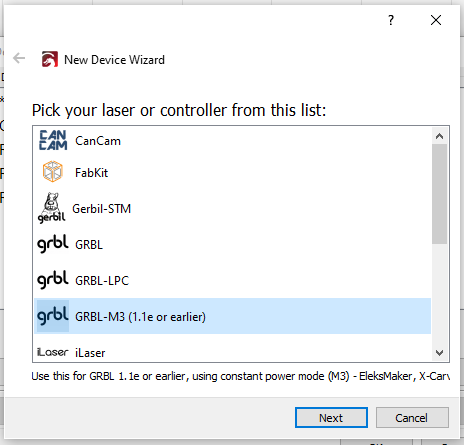 New Device Wizard
Pick your laser or controller from this list:
CAN CAM CanCam
FabKit
gerbil Gerbil-STM
grbl GRBL
grbl GRBL-LPC
grbl GRBL-M3 (1.1e or earlier)
iLaser iLaser
Use this for GRBL 1.1e or earlier, using constant power mode (M3) - EleksMaker, X-Carv
Next Cancel